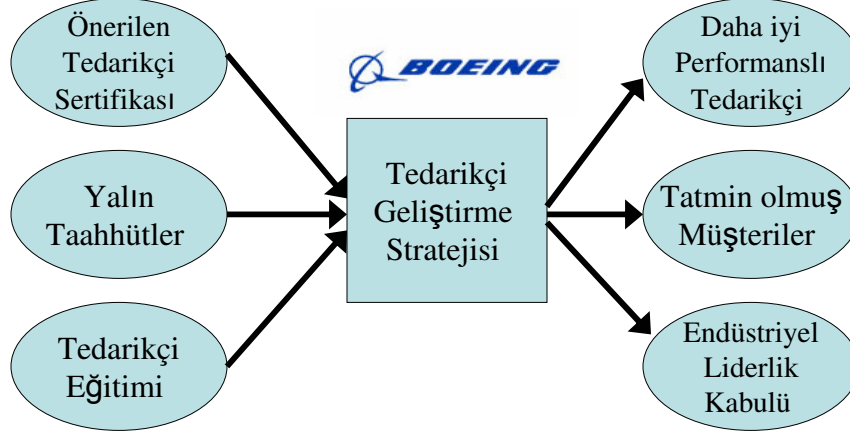 Önerilen
Tedarikçi
Sertifikası
Yalın
Taahhütler
Tedarikçi
Eğitimi
BOEING
Tedarikçi
Geliştirme
Stratejisi
Daha iyi
Performanslı
Tedarikçi
Tatmin olmuş
Müşteriler
Endüstriyel
Liderlik
Kabulü